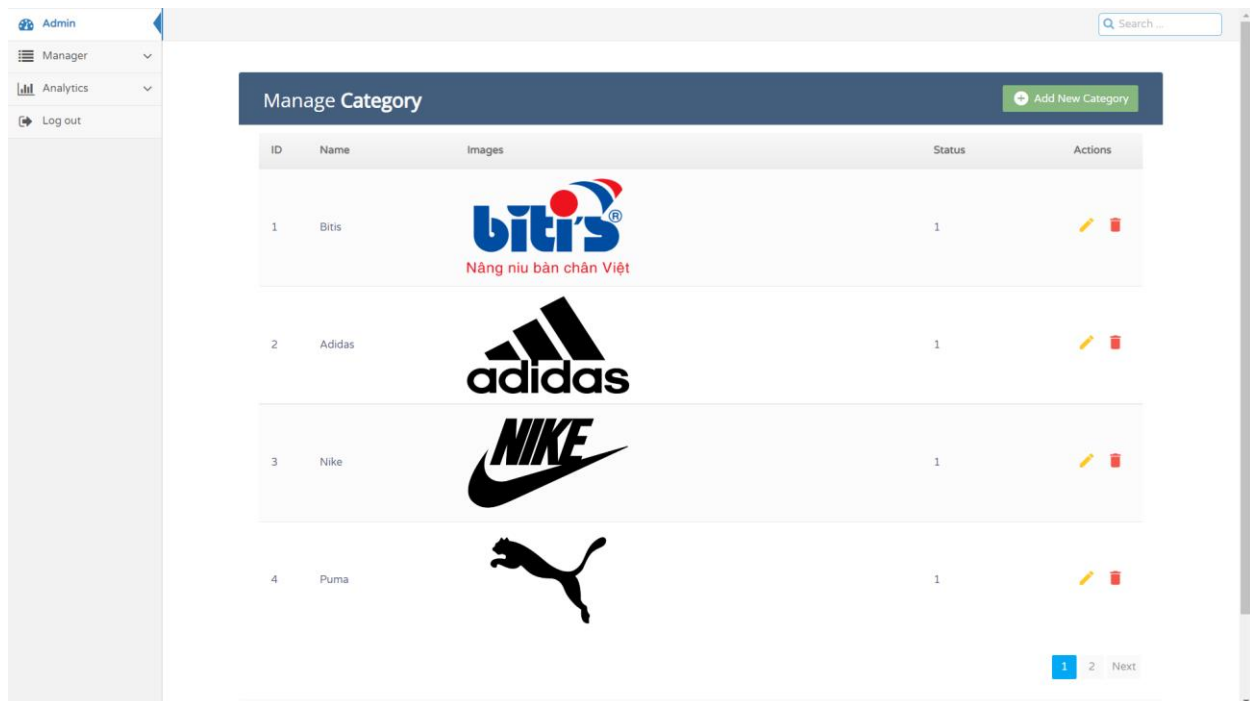 Admin
Search ...
Manager
Analytics
Log out
Manage Category
Add New Category
ID Name Images Status Actions
biti's®
Nâng niu bàn chân Việt
1 Bitis 1
adidas
2 Adidas 1
NIKE
3 Nike 1
4 Puma 1
1 2 Next